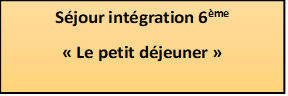 Séjour intégration 6ème
« Le petit déjeuner »